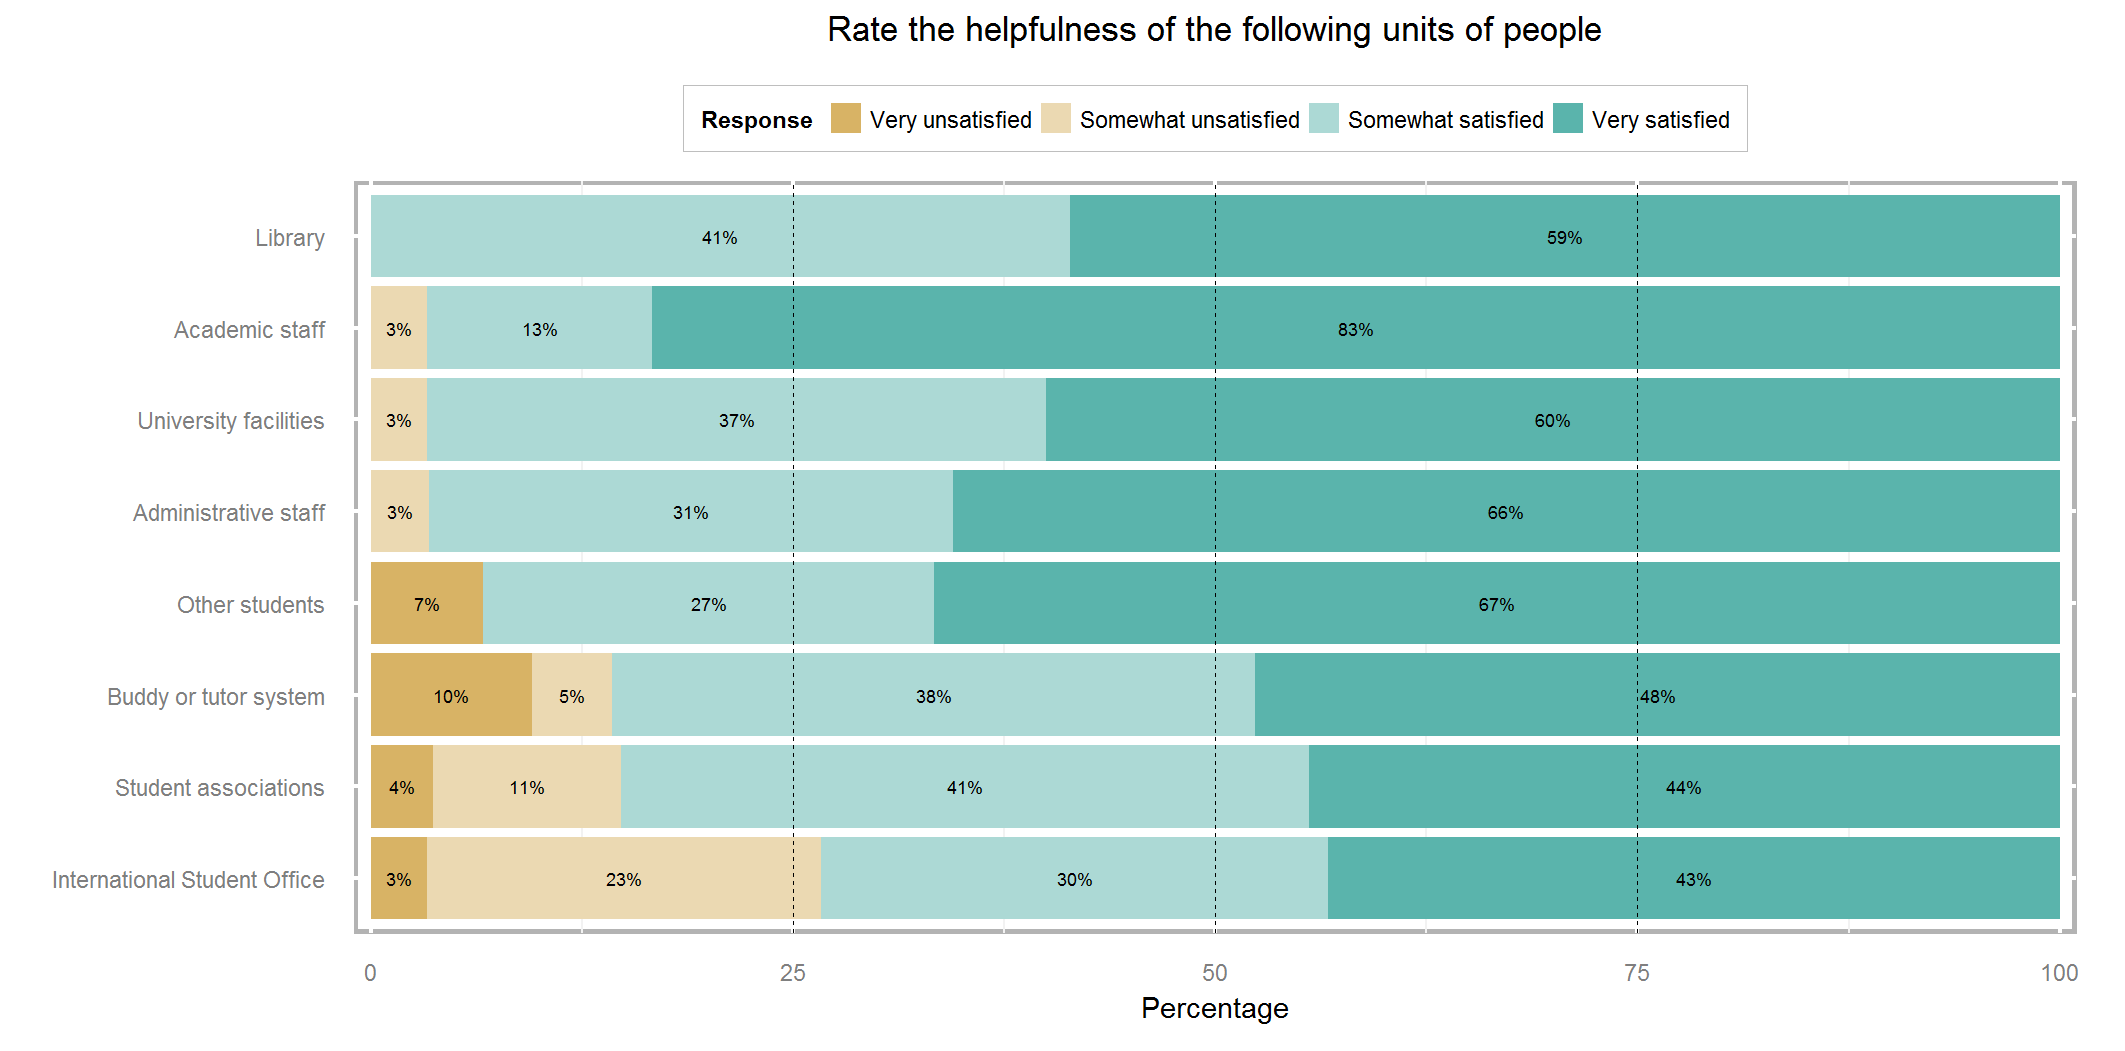 Rate the helpfulness of the following units of people
Response Very unsatisfied Somewhat unsatisfied Somewhat satisfied Very satisfied
Library 41% 59%
Academic staff 3% 13% 83%
University facilities 3% 37% 60%
Administrative staff 3% 31% 66%
Other students 7% 27% 67%
Buddy or tutor system 10% 5% 38% 48%
Student associations 4% 11% 41% 44%
International Student Office 3% 23% 30% 43%
0 25 50 75 100
Percentage